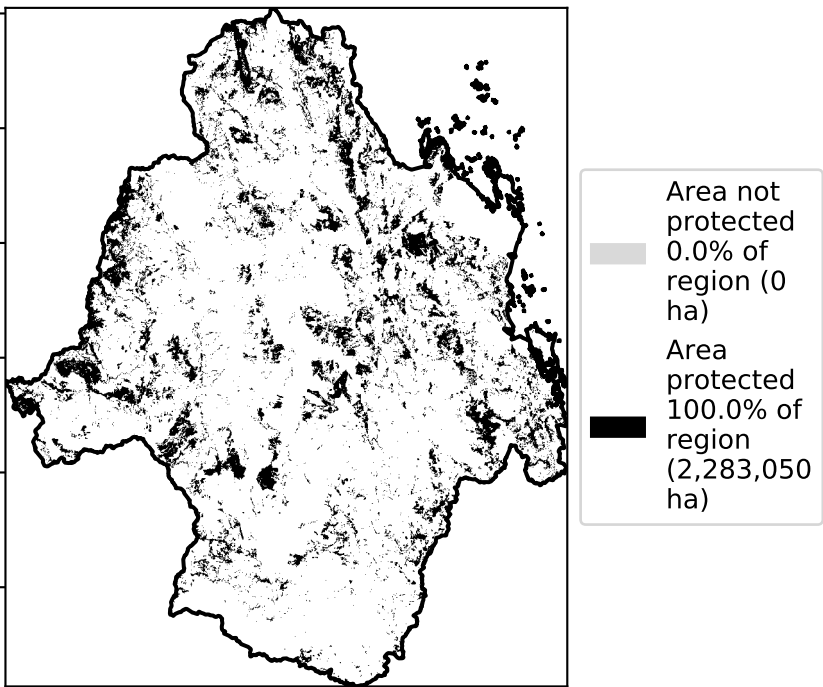 Area not
protected
0.0% of
region (0
ha)
Area
protected
100.0% of
region
(2,283,050
ha)